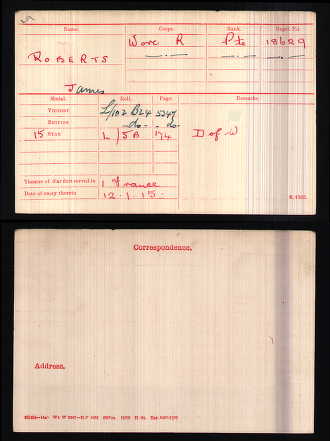 Name. Corps. Rank. Regtl. No.
Worc R Pte 18629
ROBERTS
James
Medal. Roll. Page. Remarks.
VICTORY L/102 B24 5247
BRITISH do do
15 STAR L/5B 174 D of W
Theatre of War first served in 1 France
Date of entry therein 12.1.15.
Correspondence.
Address.